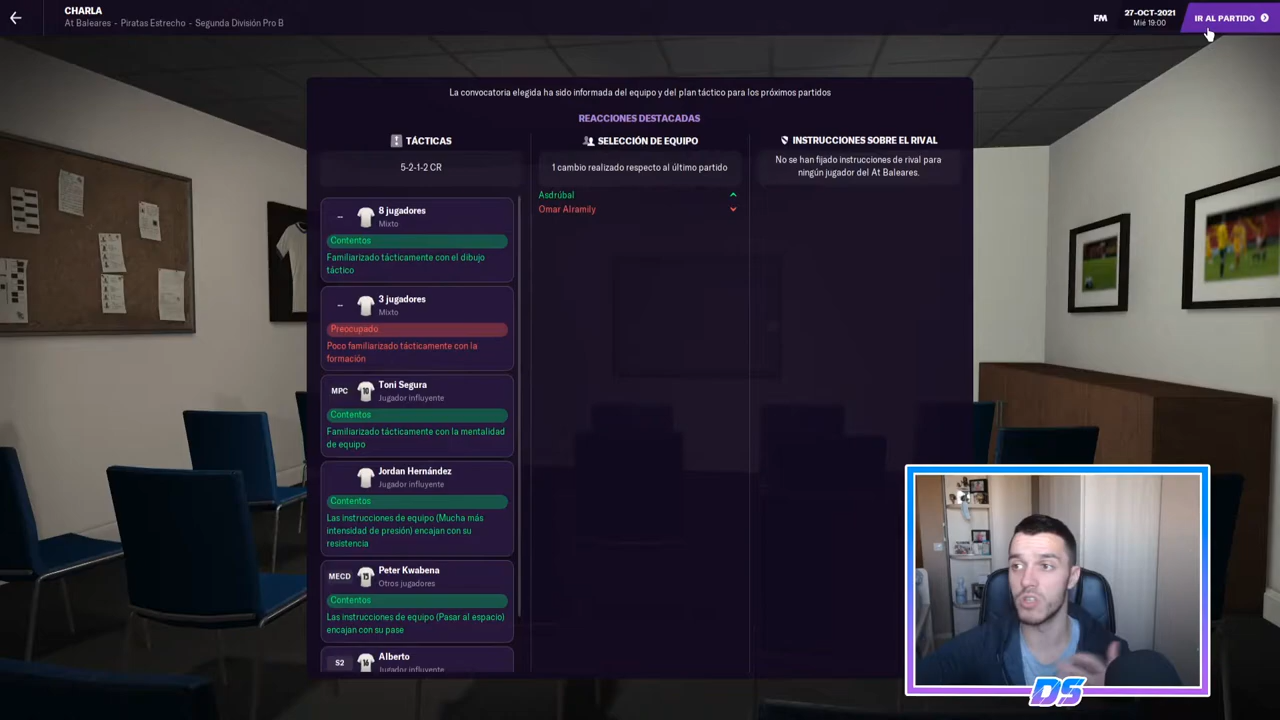 CHARLA
At Baleares - Piratas Estrecho - Segunda División Pro B
FM
27-OCT-2021
Mié 19:00
IR AL PARTIDO
La convocatoria elegida ha sido informada del equipo y del plan táctico para los próximos partidos
REACCIONES DESTACADAS
TÁCTICAS
5-2-1-2 CR
8 jugadores
Mixto
Contentos
Familiarizado tácticamente con el dibujo
táctico
3 jugadores
Mixto
Preocupado
Poco familiarizado tácticamente con la
formación
MPC
10
Toni Segura
Jugador influyente
Contentos
Familiarizado tácticamente con la mentalidad
de equipo
Jordan Hernández
Jugador influyente
Contentos
Las instrucciones de equipo (Mucha más
intensidad de presión) encajan con su
resistencia
MECD
Peter Kwabena
Otros jugadores
Contentos
Las instrucciones de equipo (Pasar al espacio)
encajan con su pase
S2
Alberto
Jugador influyente
SELECCIÓN DE EQUIPO
1 cambio realizado respecto al último partido
Asdrúbal
Omar Alramily
INSTRUCCIONES SOBRE EL RIVAL
No se han fijado instrucciones de rival para
ningún jugador del At Baleares.
DS